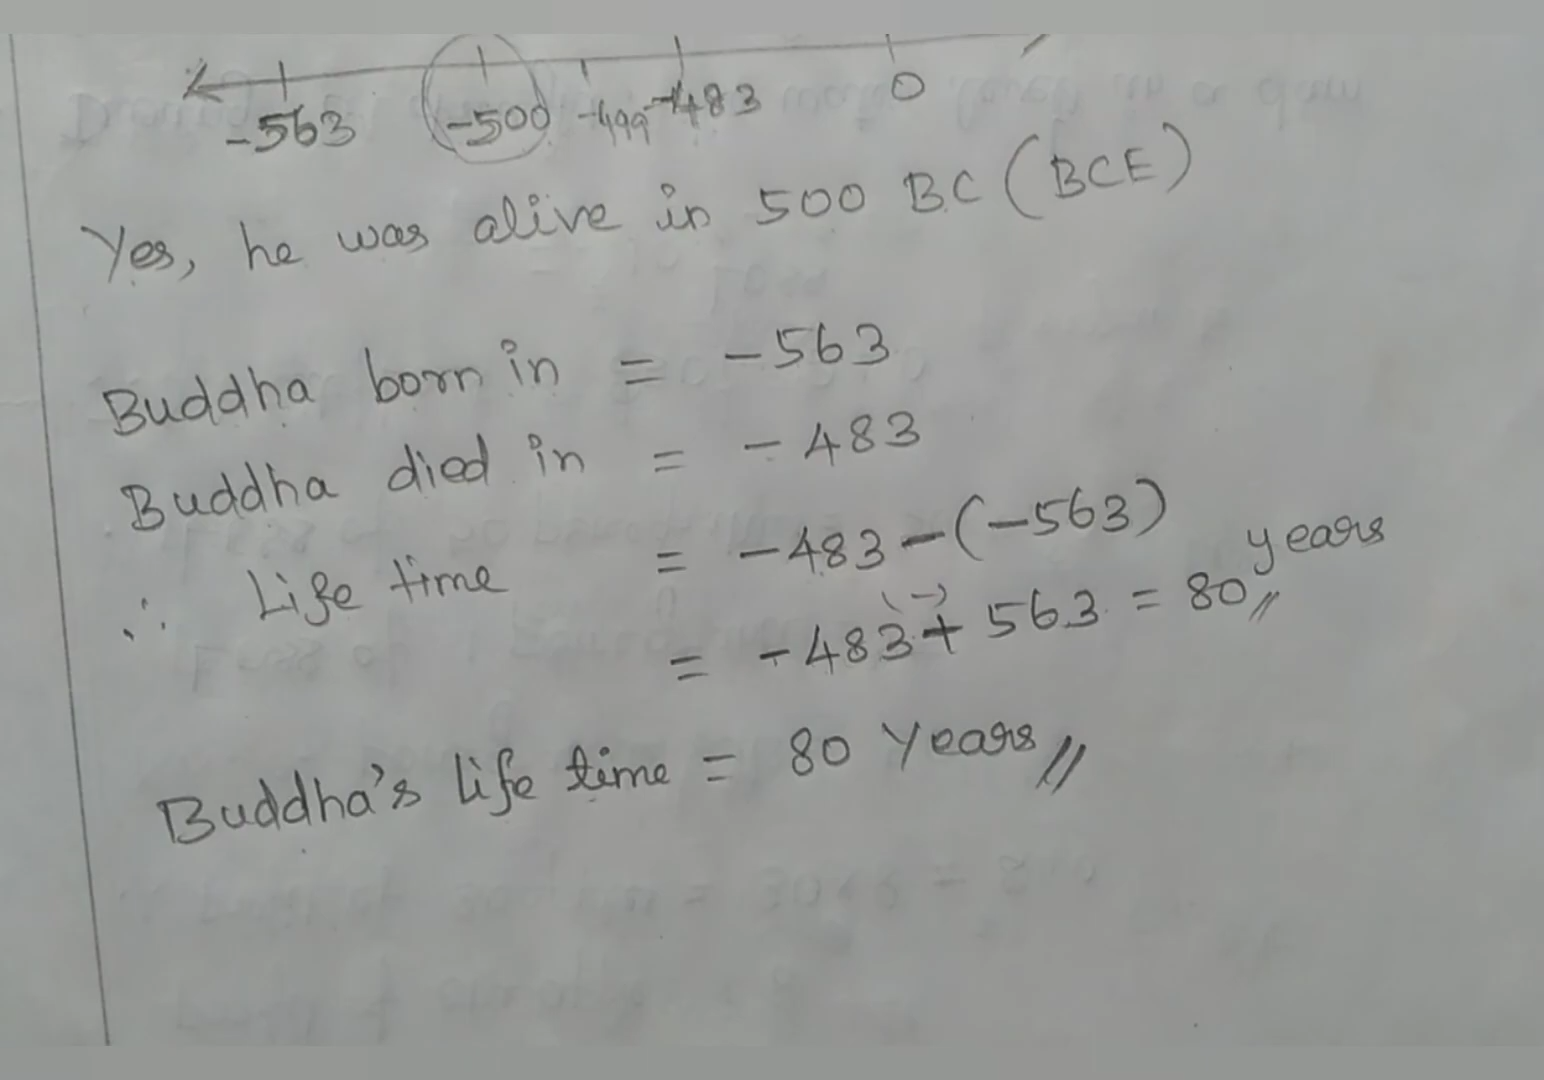 -563 -500 -499 -483 0
Yes, he was alive in 500 BC (BCE)
Buddha born in = -563
Buddha died in = -483
∴ Life time = -483-(-563)
= -483+563 = 80 years
Buddha's life time = 80 Years